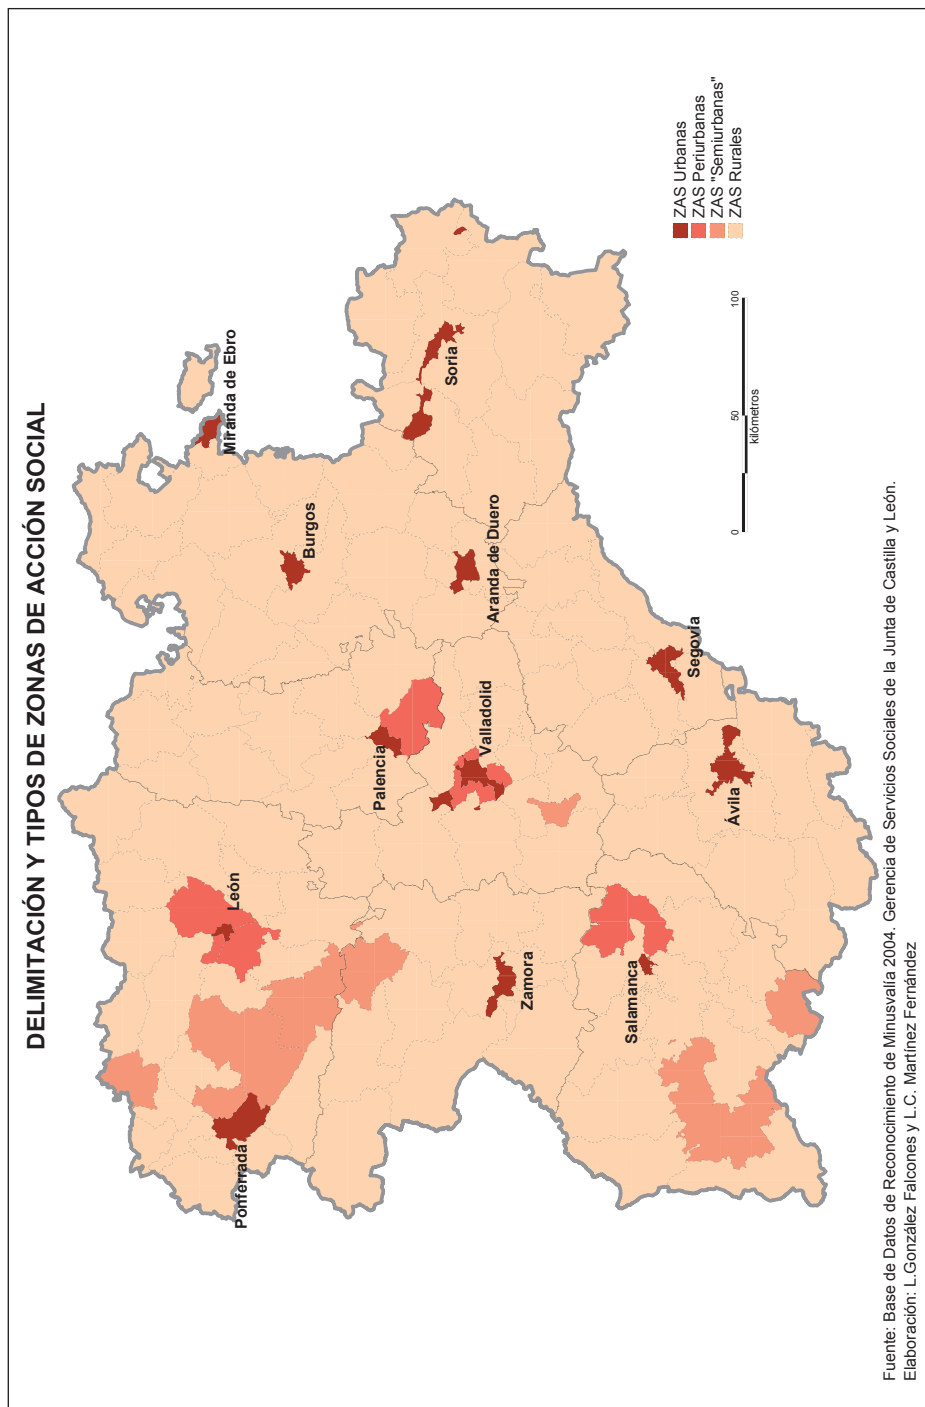 DELIMITACIÓN Y TIPOS DE ZONAS DE ACCIÓN SOCIAL
Miranda de Ebro
León
Ponferrada
Burgos
Palencia
Soria
Valladolid
Aranda de Duero
Zamora
Salamanca
Segovia
Ávila
ZAS Urbanas
ZAS Periurbanas
ZAS "Semiurbanas"
ZAS Rurales
0 50 100
kilómetros
Fuente: Base de Datos de Reconocimiento de Minusvalía 2004. Gerencia de Servicios Sociales de la Junta de Castilla y León.
Elaboración: L.González Falcones y L.C. Martínez Fernández